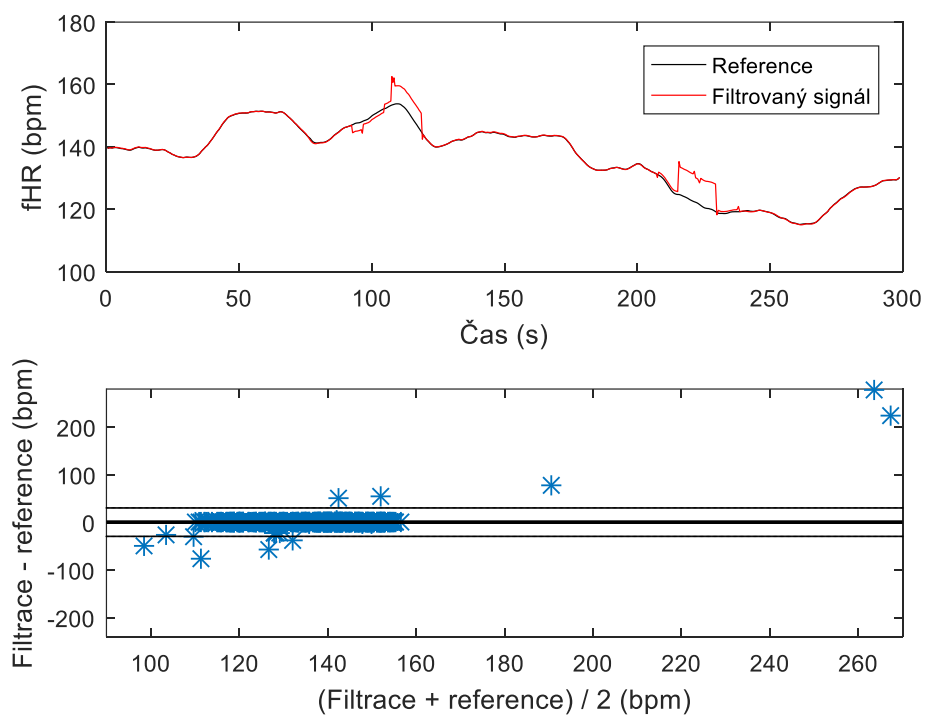 180
160
140
120
100
fHR (bpm)
Reference
Filtrovaný signál
0 50 100 150 200 250 300
Čas (s)
200
100
0
-100
-200
Filtrace - reference (bpm)
100 120 140 160 180 200 220 240 260
(Filtrace + reference) / 2 (bpm)